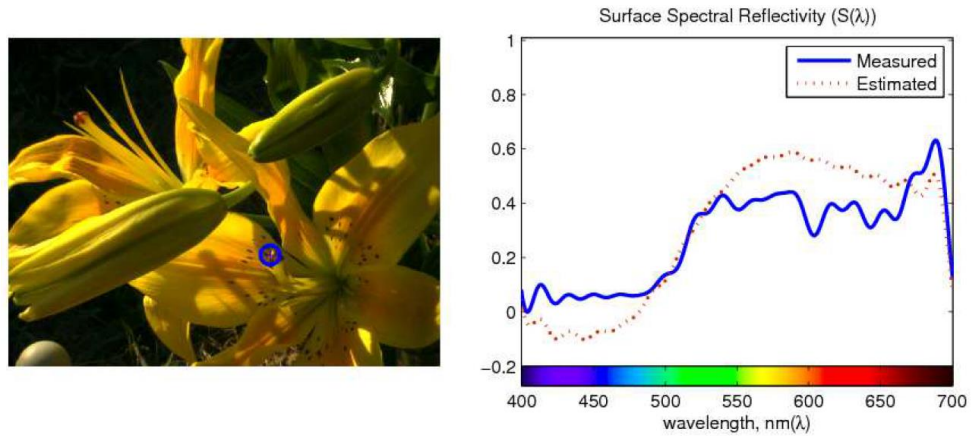 Surface Spectral Reflectivity (S(λ))
1
0.8
0.6
0.4
0.2
0
−0.2
Measured
Estimated
400 450 500 550 600 650 700
wavelength, nm(λ)